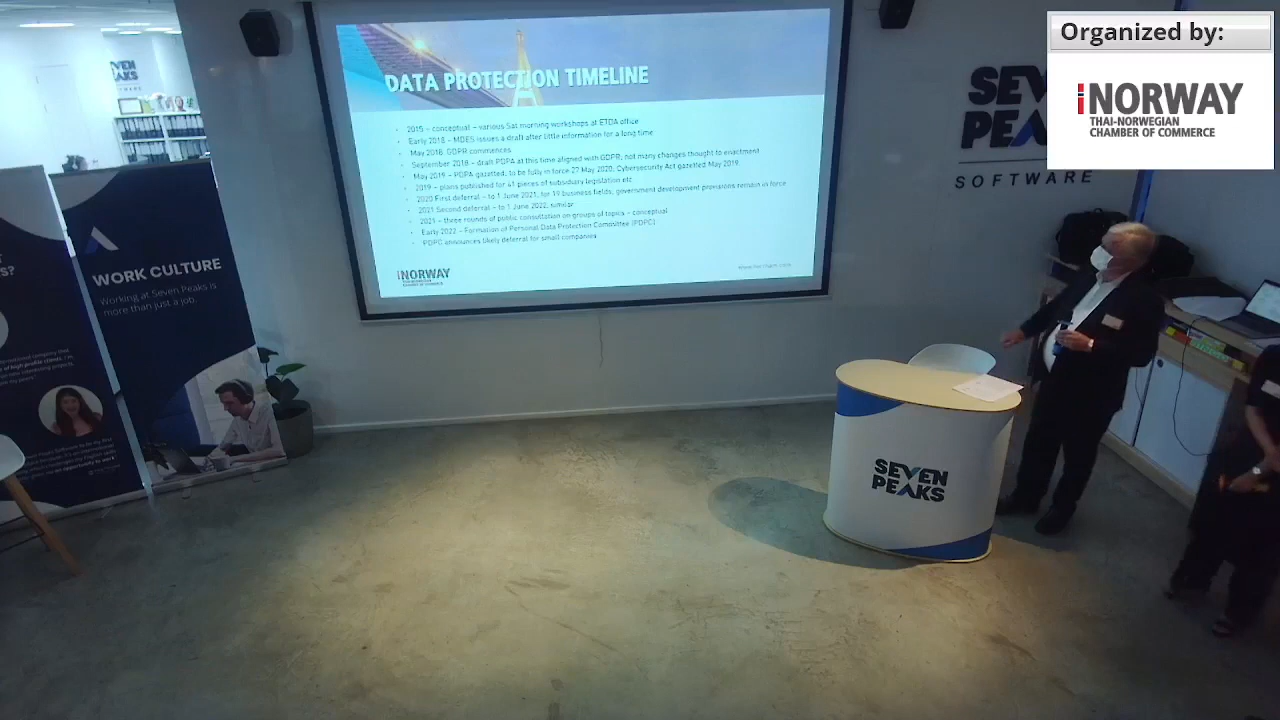 Organized by:
NORWAY
THAI-NORWEGIAN
CHAMBER OF COMMERCE
DATA PROTECTION TIMELINE
2015 – conceptual – various Sat morning workshops at ETDA office
Early 2018 – MDES issues a draft after little information for a long time
May 2018: GDPR commences
September 2018 – draft PDPA at this time aligned with GDPR; not many changes thought to enactment
May 2019 – PDPA gazetted, to be fully in force 27 May 2020; Cybersecurity Act gazetted May 2019.
2019 – plans published for 41 pieces of subsidiary legislation etc
2020 First deferral – to 1 June 2021, for 19 business fields; government development provisions remain in force
2021 Second deferral – to 1 June 2022; similar
2021 – three rounds of public consultation on groups of topics – conceptual
Early 2022 – Formation of Personal Data Protection Committee (PDPC)
PDPC announces likely deferral for small companies
NORWAY
THAI-NORWEGIAN
CHAMBER OF COMMERCE
SEV
PEA
SOFTWARE
WORK CULTURE
Working at Seven Peaks is
more than just a job.
SEVEN
PEAKS